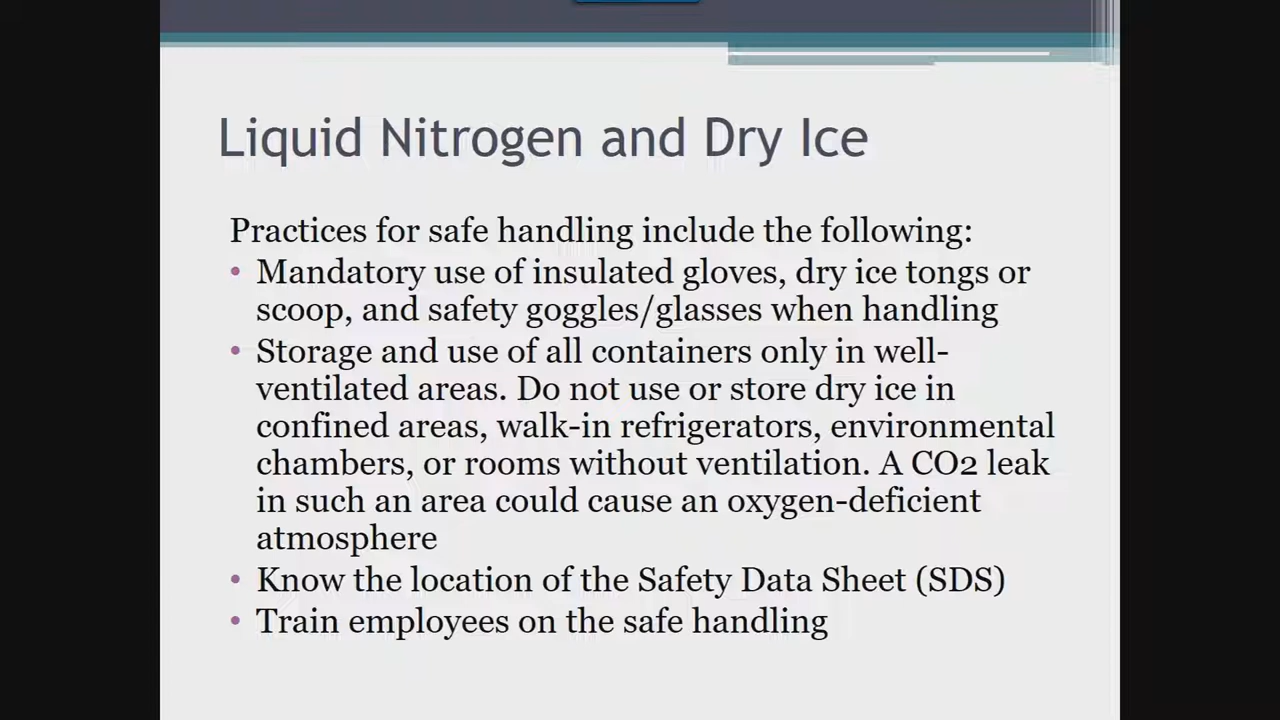 Liquid Nitrogen and Dry Ice
Practices for safe handling include the following:
• Mandatory use of insulated gloves, dry ice tongs or
scoop, and safety goggles/glasses when handling
• Storage and use of all containers only in well-
ventilated areas. Do not use or store dry ice in
confined areas, walk-in refrigerators, environmental
chambers, or rooms without ventilation. A CO2 leak
in such an area could cause an oxygen-deficient
atmosphere
• Know the location of the Safety Data Sheet (SDS)
• Train employees on the safe handling